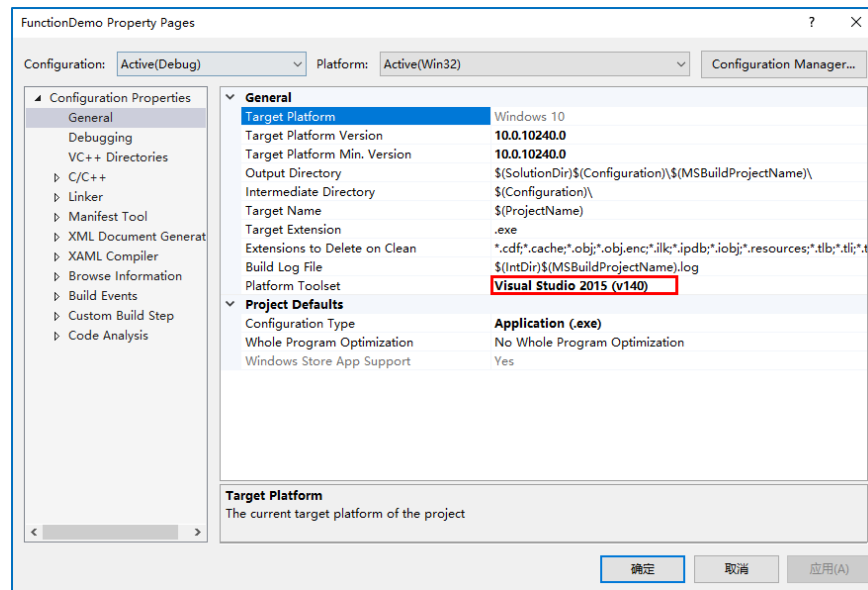 FunctionDemo Property Pages
? ×
Configuration: Active(Debug) Platform: Active(Win32) Configuration Manager...
Configuration Properties
General
Debugging
VC++ Directories
C/C++
Linker
Manifest Tool
XML Document Generat
XAML Compiler
Browse Information
Build Events
Custom Build Step
Code Analysis
General
Target Platform Windows 10
Target Platform Version 10.0.10240.0
Target Platform Min. Version 10.0.10240.0
Output Directory $(SolutionDir)$(Configuration)\$(MSBuildProjectName)\
Intermediate Directory $(Configuration)\
Target Name $(ProjectName)
Target Extension .exe
Extensions to Delete on Clean *.cdf;*.cache;*.obj;*.obj.enc;*.ilk;*.ipdb;*.iobj;*.resources;*.tlb;*.tli;*.t
Build Log File $(IntDir)$(MSBuildProjectName).log
Platform Toolset Visual Studio 2015 (v140)
Project Defaults
Configuration Type Application (.exe)
Whole Program Optimization No Whole Program Optimization
Windows Store App Support Yes
Target Platform
The current target platform of the project
确定 取消 应用(A)